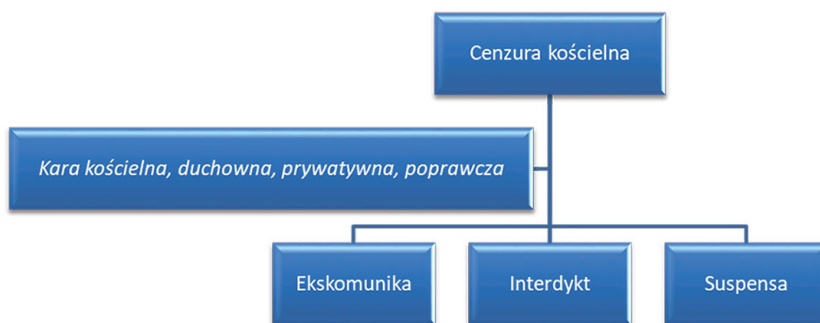 Cenzura kościelna
Kara kościelna, duchowna, prywatywna, poprawcza
Ekskomunika
Interdykt
Suspensa